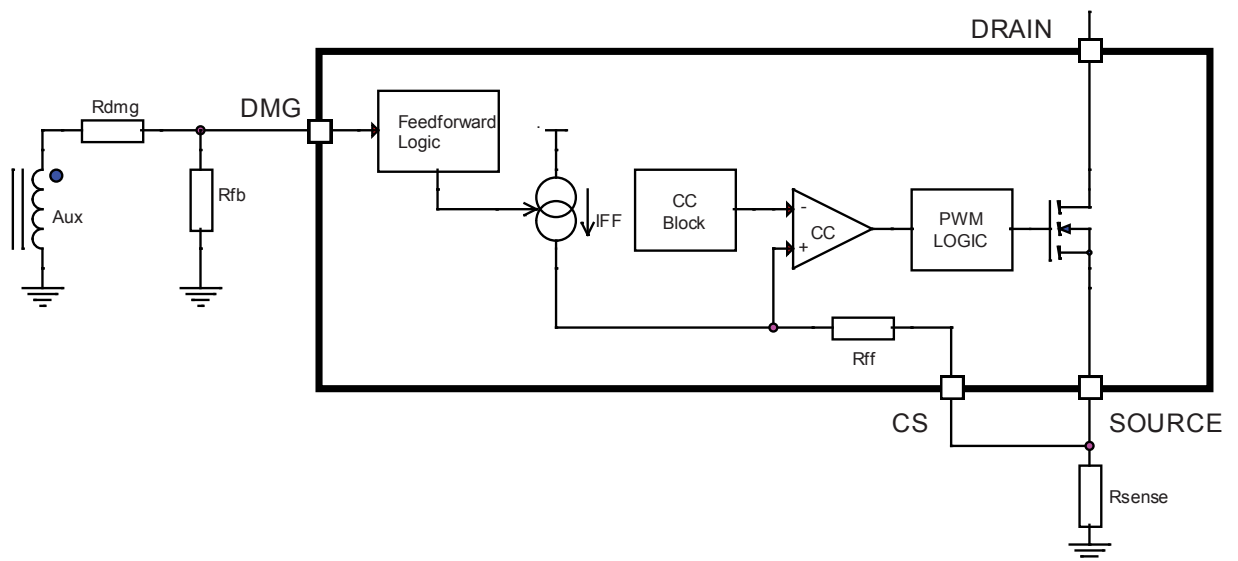 DRAIN
Rdmg
DMG
Feedforward
Logic
Aux
Rfb
IFF
CC
Block
-
CC
+
PWM
LOGIC
Rff
CS
SOURCE
Rsense